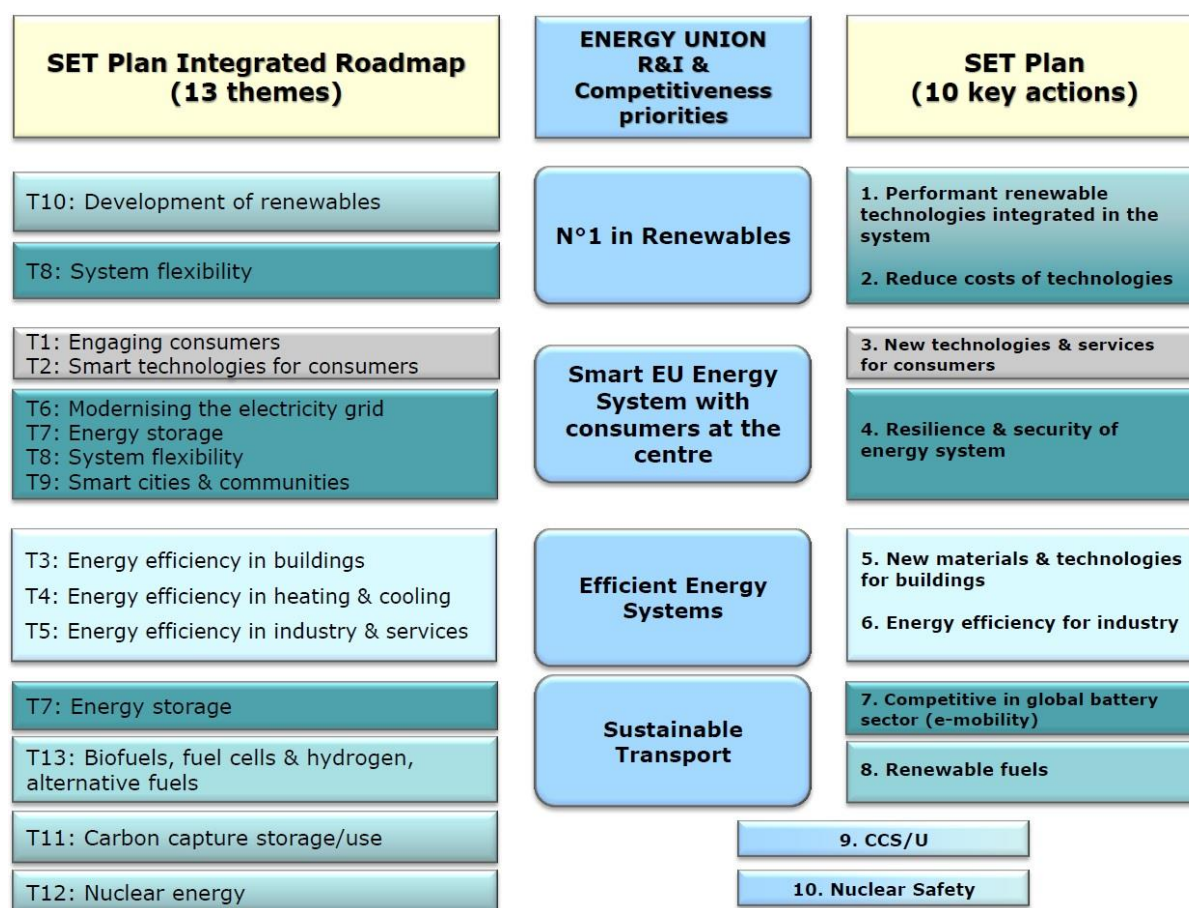 SET Plan Integrated Roadmap
(13 themes)
ENERGY UNION
R&I &
Competitiveness
priorities
SET Plan
(10 key actions)
T10: Development of renewables
T8: System flexibility
N°1 in Renewables
1. Performant renewable
technologies integrated in the
system
2. Reduce costs of technologies
T1: Engaging consumers
T2: Smart technologies for consumers
T6: Modernising the electricity grid
T7: Energy storage
T8: System flexibility
T9: Smart cities & communities
Smart EU Energy
System with
consumers at the
centre
3. New technologies & services
for consumers
4. Resilience & security of
energy system
T3: Energy efficiency in buildings
T4: Energy efficiency in heating & cooling
T5: Energy efficiency in industry & services
Efficient Energy
Systems
5. New materials & technologies
for buildings
6. Energy efficiency for industry
T7: Energy storage
T13: Biofuels, fuel cells & hydrogen,
alternative fuels
Sustainable
Transport
7. Competitive in global battery
sector (e-mobility)
8. Renewable fuels
T11: Carbon capture storage/use
9. CCS/U
T12: Nuclear energy
10. Nuclear Safety